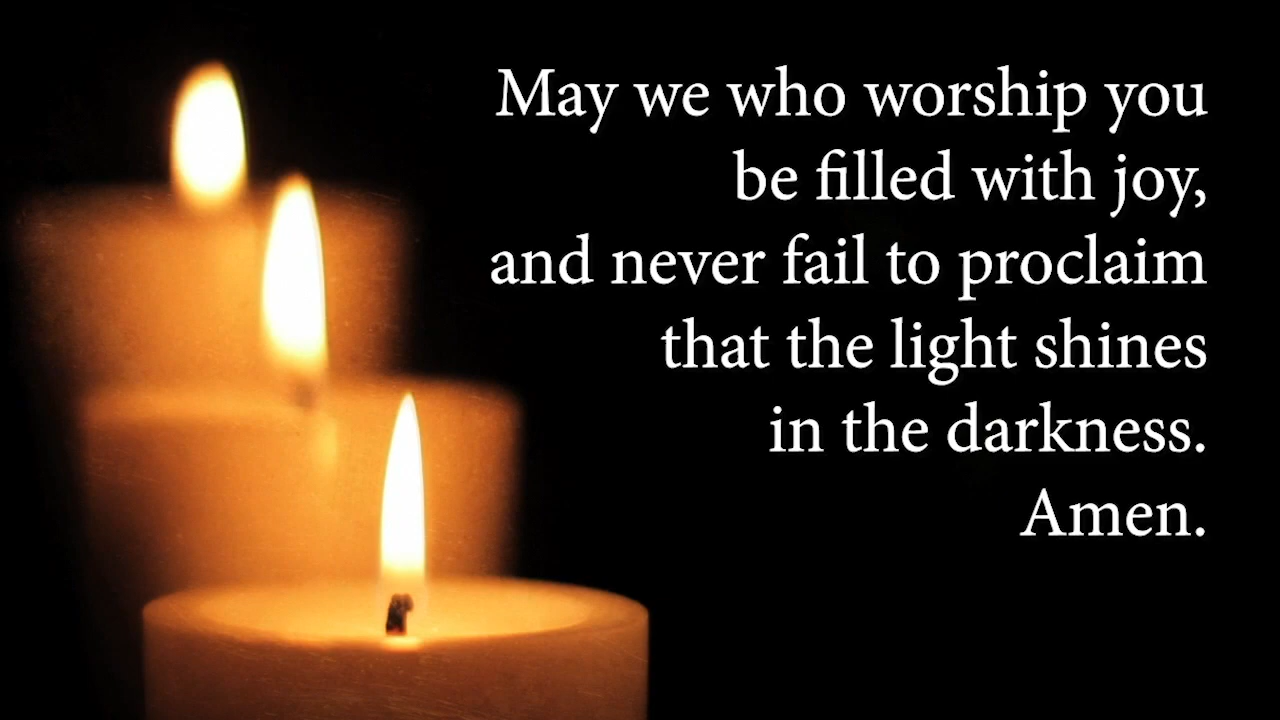 May we who worship you
be filled with joy,
and never fail to proclaim
that the light shines
in the darkness.
Amen.